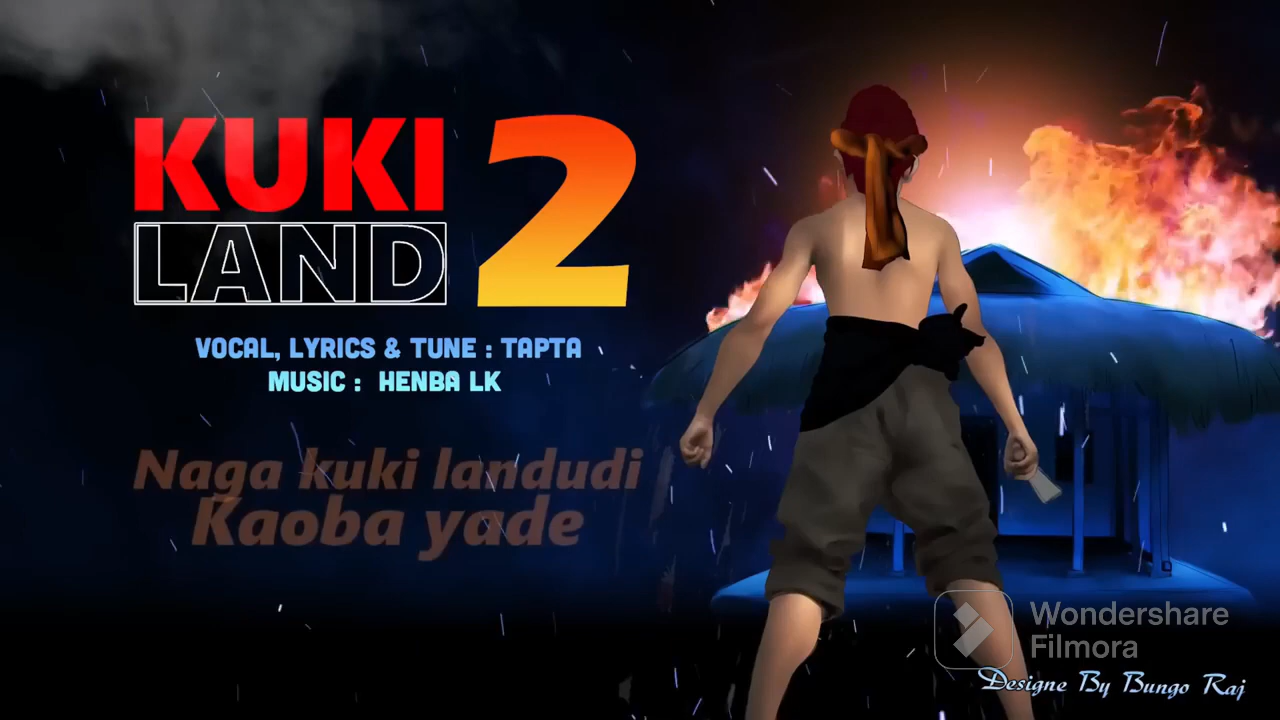 KUKI
LAND 2
VOCAL, LYRICS & TUNE : TAPTA
MUSIC : HENBA LK
Naga kuki landudi
Kaoba yade
Wondershare
Filmora
Designe By Bungo Raj